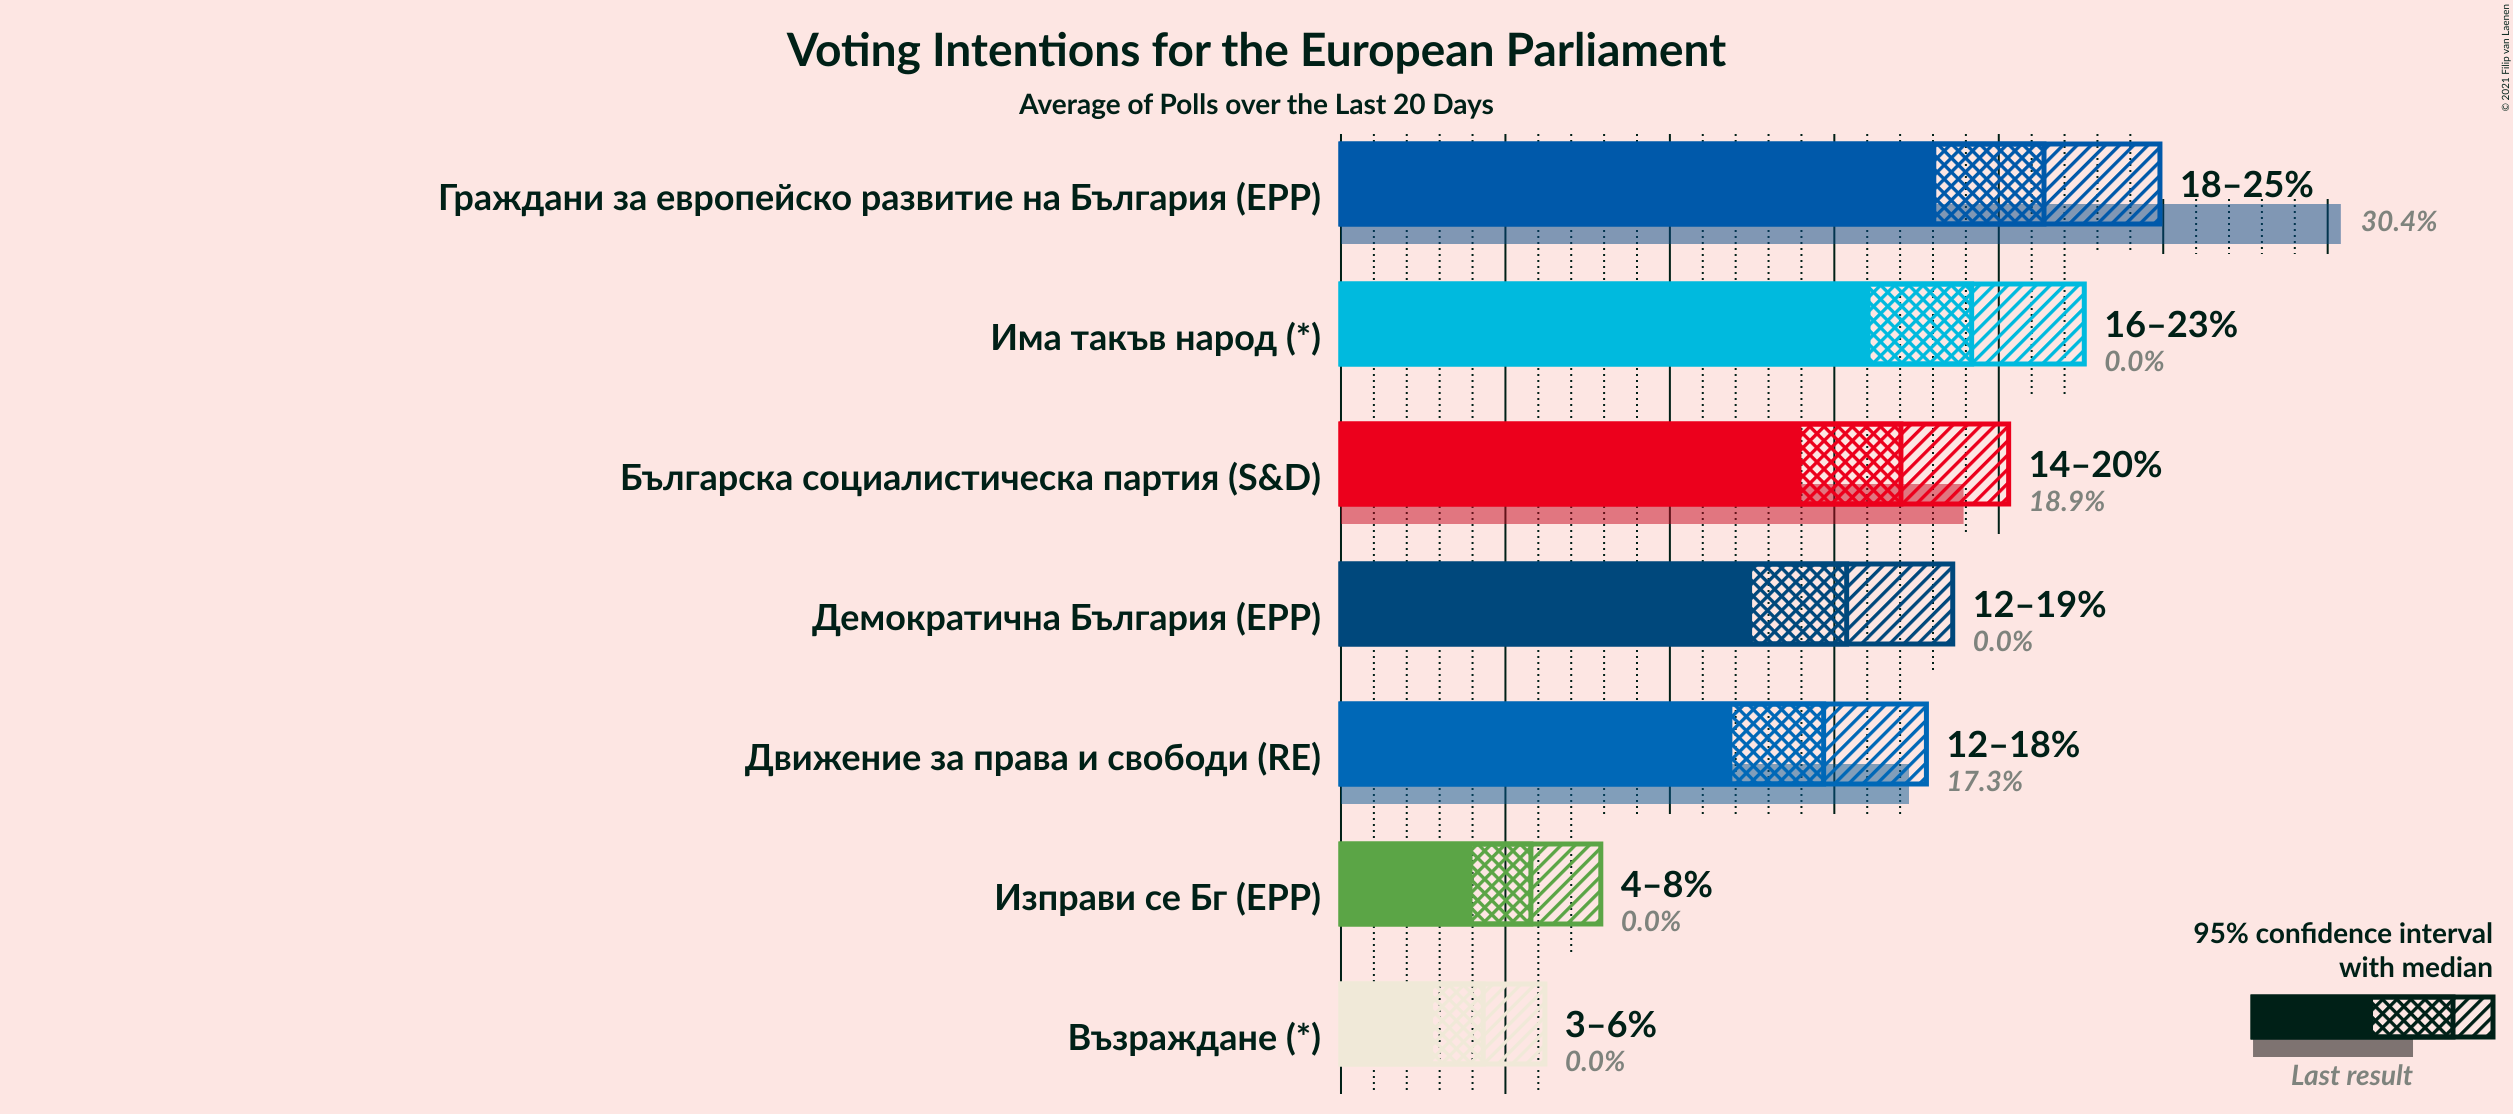 © 2021 Filip van Laenen
Voting Intentions for the European Parliament
Average of Polls over the Last 20 Days
Граждани за европейско развитие на България (EPP)
18–25%
30.4%
Има такъв народ (*)
16–23%
0.0%
Българска социалистическа партия (S&D)
14–20%
18.9%
Демократична България (EPP)
12–19%
0.0%
Движение за права и свободи (RE)
12–18%
17.3%
Изправи се Бг (EPP)
4–8%
0.0%
Възраждане (*)
3–6%
0.0%
95% confidence interval
with median
Last result